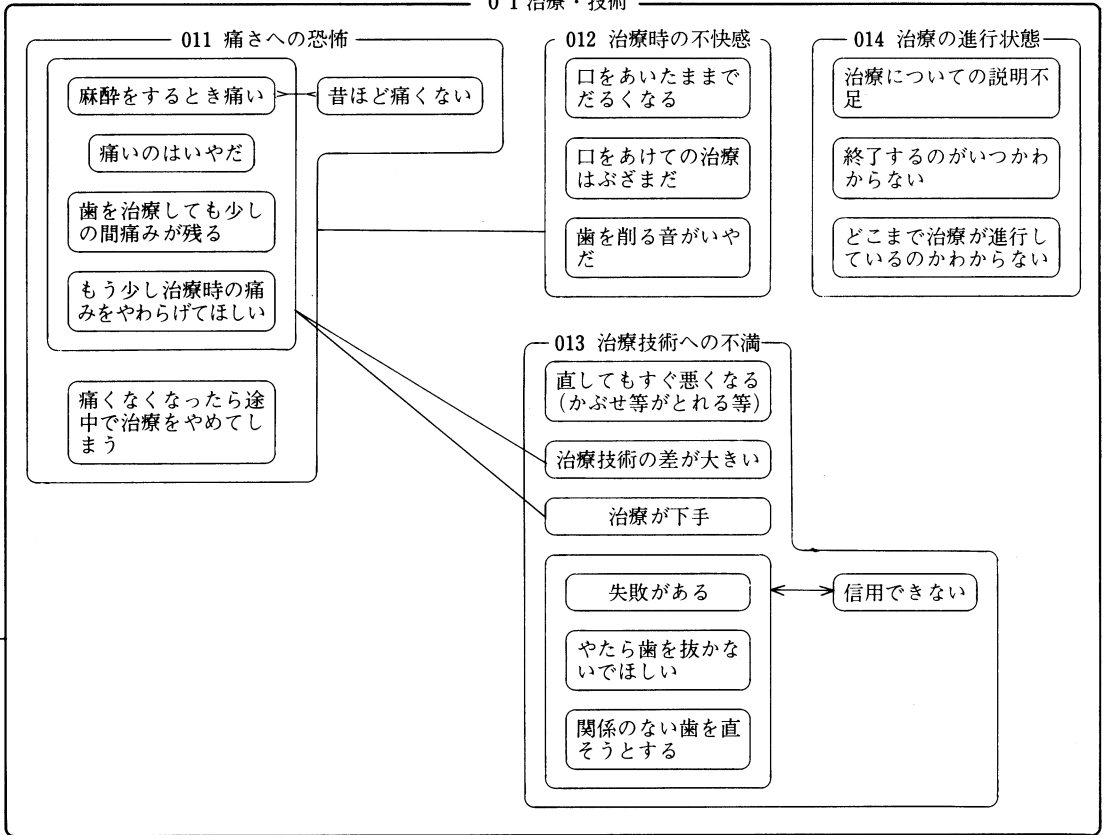 01 治療・技術
011 痛さへの恐怖
麻酔をするとき痛い
昔ほど痛くない
痛いのはいやだ
歯を治療しても少し
の間痛みが残る
もう少し治療時の痛
みをやわらげてほしい
痛くなくなったら途
中で治療をやめてし
まう
012 治療時の不快感
口をあいたままで
だるくなる
口をあけての治療
はぶざまだ
歯を削る音がいや
だ
014 治療の進行状態
治療についての説明不
足
終了するのがいつかわ
からない
どこまで治療が進行し
ているのかわからない
013 治療技術への不満
直してもすぐ悪くなる
(かぶせ等がとれる等)
治療技術の差が大きい
治療が下手
失敗がある
信用できない
やたら歯を抜かな
いでほしい
関係のない歯を直
そうとする